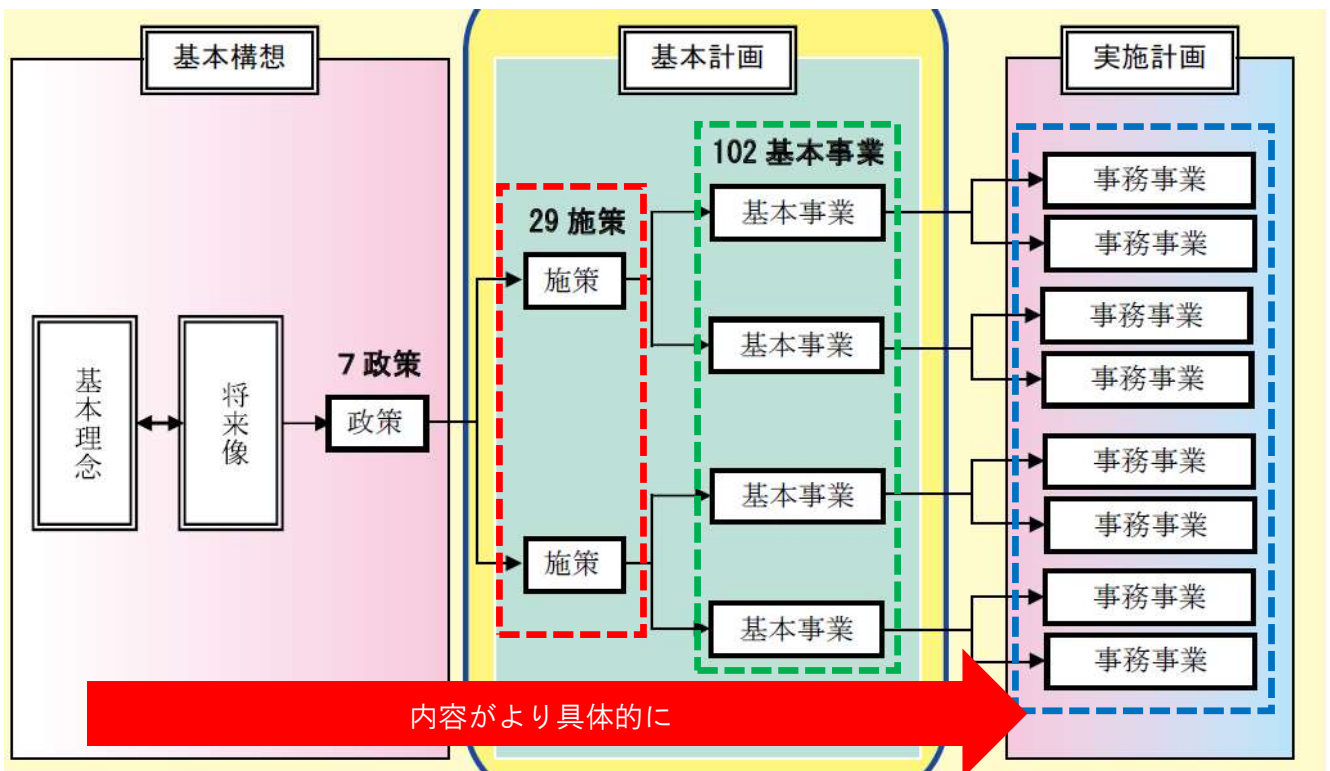 基本構想
基本計画
実施計画
基本理念
将来像
7政策
政策
29 施策
施策
施策
102 基本事業
基本事業
基本事業
基本事業
基本事業
事務事業
事務事業
事務事業
事務事業
事務事業
事務事業
事務事業
事務事業
内容がより具体的に